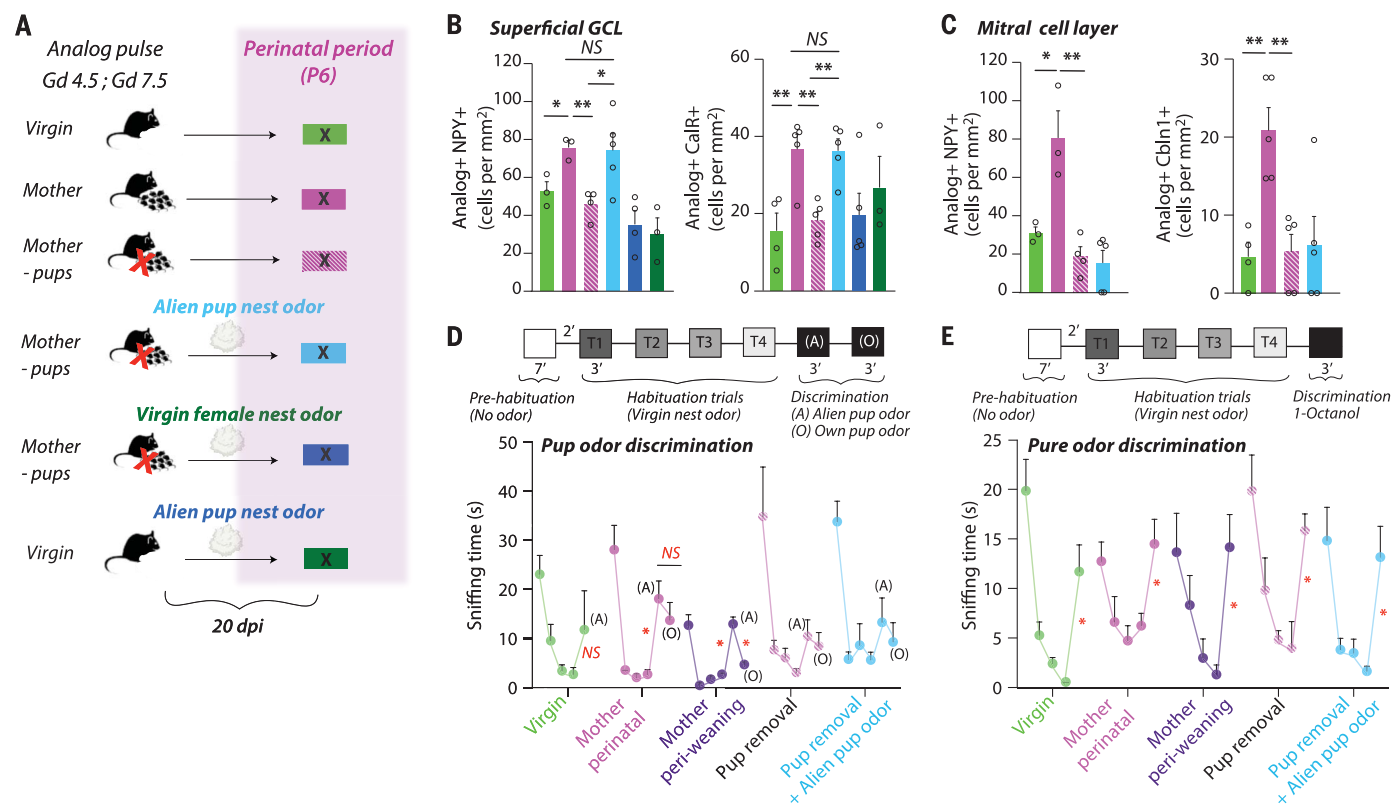 A
Analog pulse
Gd 4.5 ; Gd 7.5
Perinatal period
(P6)
Virgin
X
Mother
X
Mother
- pups
X
Alien pup nest odor
Mother
- pups
X
Virgin female nest odor
Mother
- pups
X
Alien pup nest odor
Virgin
X
20 dpi
B
Superficial GCL
Analog+ NPY+
(cells per mm2)
120
100
80
60
40
20
0
NS
*
*
**
Analog+ CalR+
(cells per mm2)
60
40
20
0
NS
**
**
**
C
Mitral cell layer
Analog+ NPY+
(cells per mm2)
120
100
80
60
40
20
0
*
**
Analog+ Cbln1+
(cells per mm2)
30
20
10
0
**
**
D
2′
T1
T2
T3
T4
(A)
(O)
7′
3′
3′
3′
Pre-habituation
(No odor)
Habituation trials
(Virgin nest odor)
Discrimination
(A) Alien pup odor
(O) Own pup odor
Pup odor discrimination
Sniffing time (s)
50
40
30
20
10
0
(A)
NS
NS
(A)
*
(O)
(A)
*
*
(O)
(A)
(O)
(A)
(O)
Virgin
Mother
perinatal
Mother
peri-weaning
Pup removal
Pup removal
+ Alien pup odor
E
2′
T1
T2
T3
T4
7′
3′
3′
Pre-habituation
(No odor)
Habituation trials
(Virgin nest odor)
Discrimination
1-Octanol
Pure odor discrimination
Sniffing time (s)
25
20
15
10
5
0
*
*
*
*
*
Virgin
Mother
perinatal
Mother
peri-weaning
Pup removal
Pup removal
+ Alien pup odor